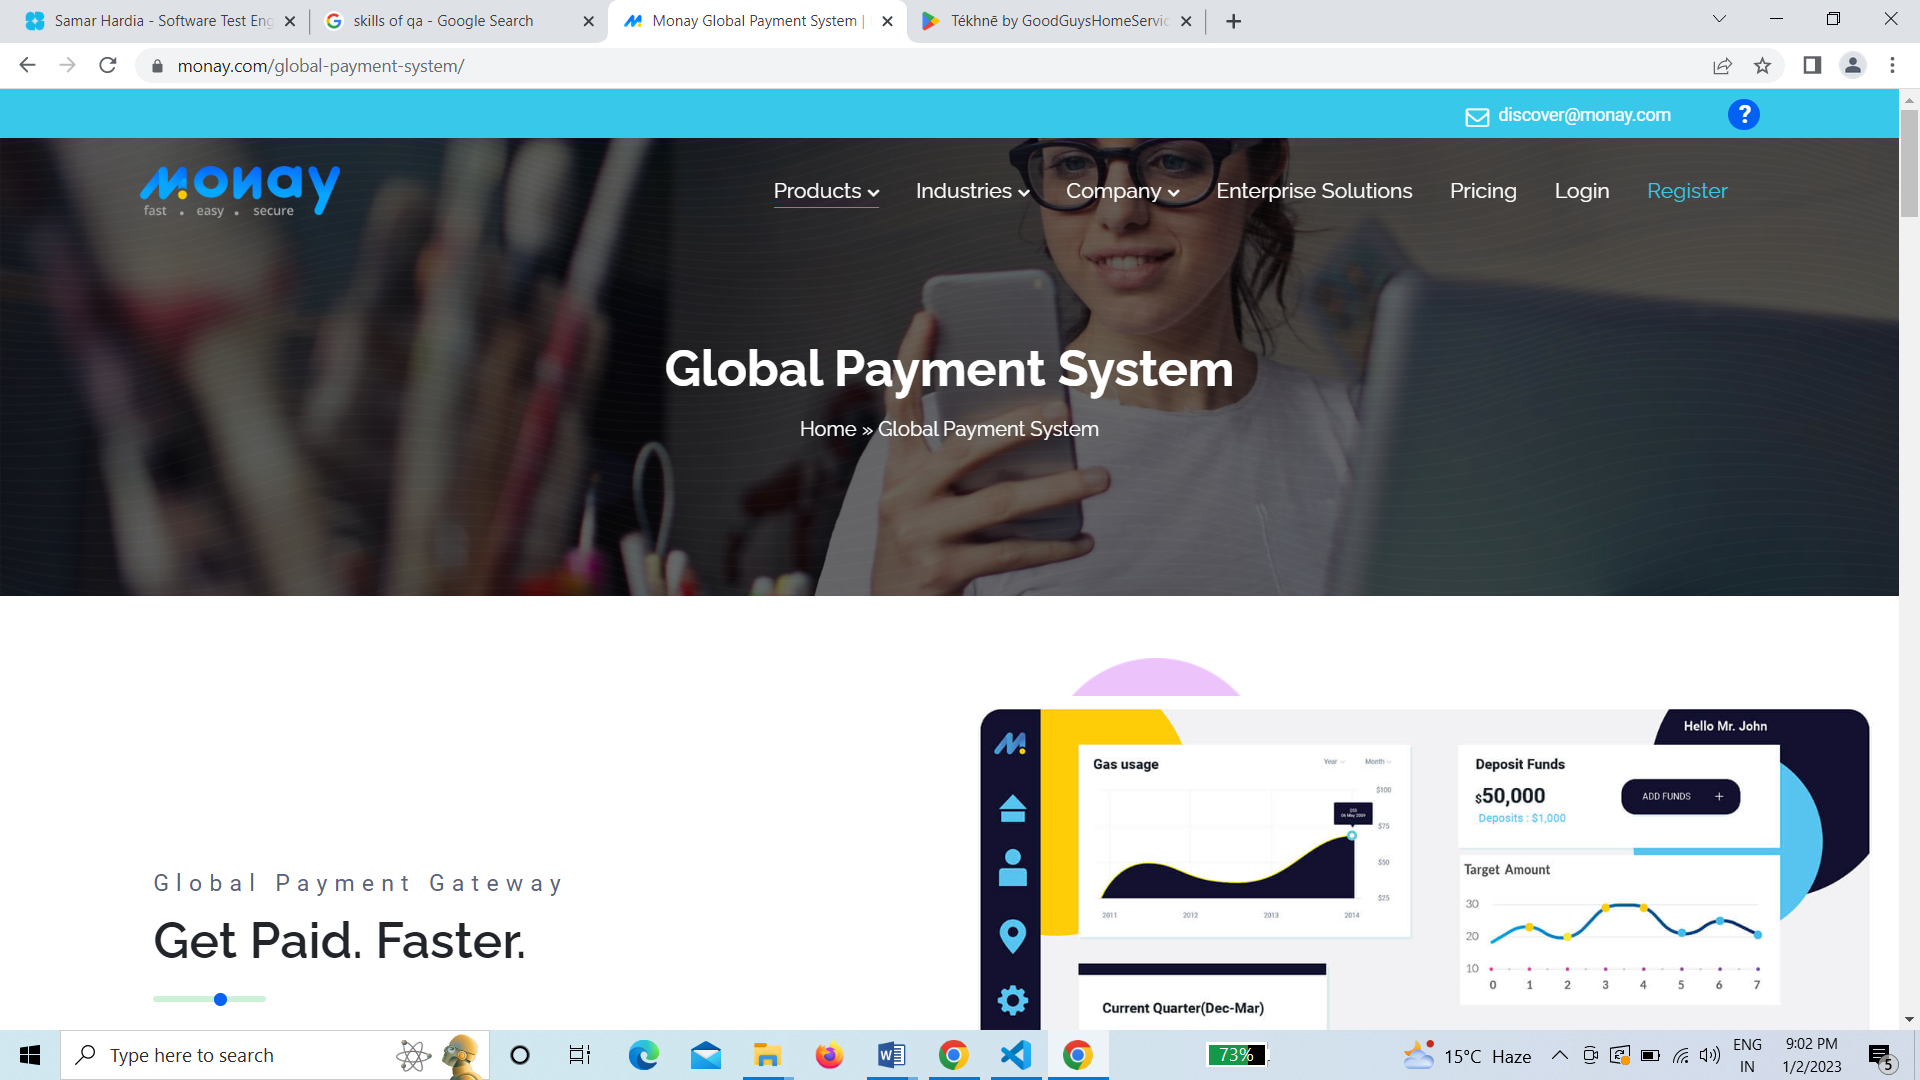 Samar Hardia - Software Test Eng
skills of qa - Google Search
Monay Global Payment System |
Tékhnē by GoodGuysHomeServic
monay.com/global-payment-system/
discover@monay.com
?
monay
fast . easy . secure
Products
Industries
Company
Enterprise Solutions
Pricing
Login
Register
Global Payment System
Home » Global Payment System
Global Payment Gateway
Get Paid. Faster.
Hello Mr. John
Gas usage
Year
Month
$100
$75
$50
$25
2011
2012
2013
2014
Deposit Funds
$50,000
Deposits : $1,000
ADD FUNDS +
Target Amount
30
20
10
0 1 2 3 4 5 6 7
Current Quarter(Dec-Mar)
Type here to search
73%
15°C Haze
ENG
IN
9:02 PM
1/2/2023
5